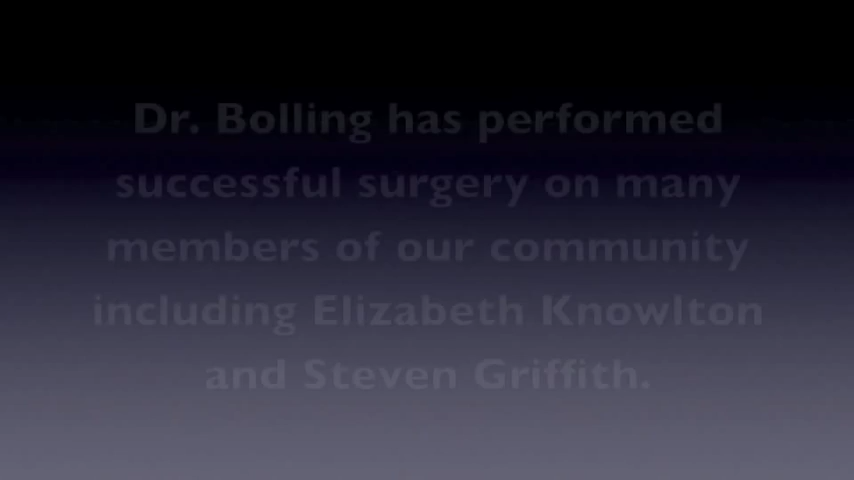 Dr. Bolling has performed
successful surgery on many
members of our community
including Elizabeth Knowlton
and Steven Griffith.